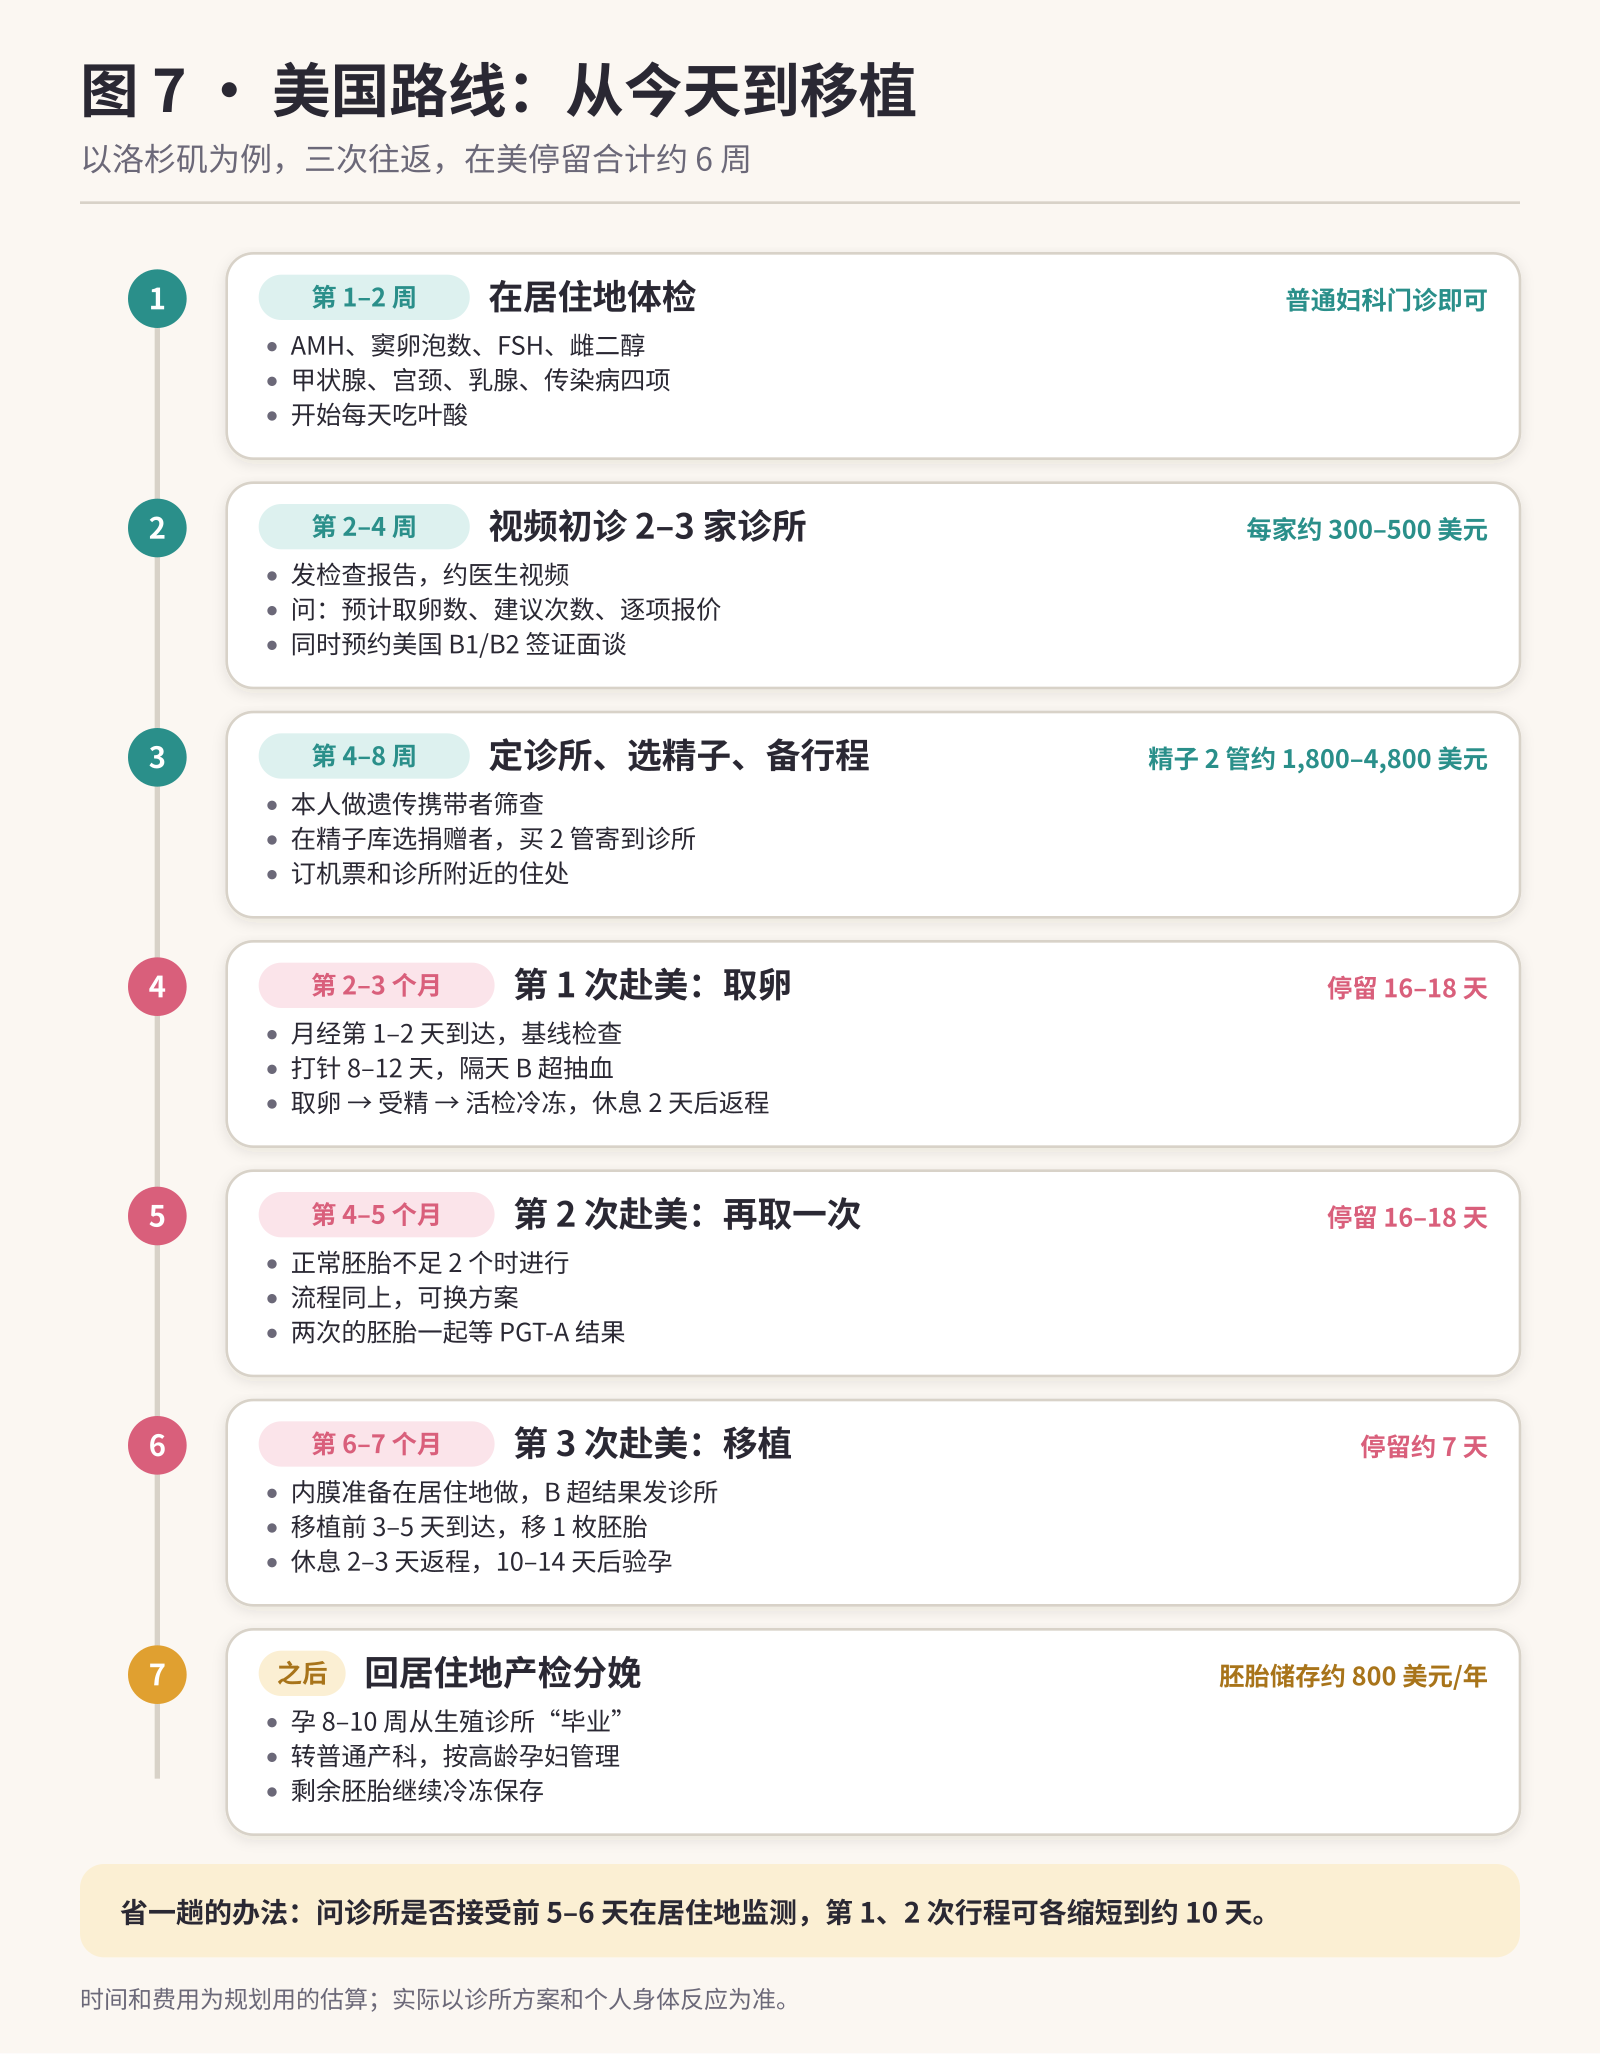 图 7 · 美国路线：从今天到移植
以洛杉矶为例，三次往返，在美停留合计约 6 周
1
第 1–2 周
在居住地体检
普通妇科门诊即可
AMH、窦卵泡数、FSH、雌二醇
甲状腺、宫颈、乳腺、传染病四项
开始每天吃叶酸
2
第 2–4 周
视频初诊 2–3 家诊所
每家约 300–500 美元
发检查报告，约医生视频
问：预计取卵数、建议次数、逐项报价
同时预约美国 B1/B2 签证面谈
3
第 4–8 周
定诊所、选精子、备行程
精子 2 管约 1,800–4,800 美元
本人做遗传携带者筛查
在精子库选捐赠者，买 2 管寄到诊所
订机票和诊所附近的住处
4
第 2–3 个月
第 1 次赴美：取卵
停留 16–18 天
月经第 1–2 天到达，基线检查
打针 8–12 天，隔天 B 超抽血
取卵 → 受精 → 活检冷冻，休息 2 天后返程
5
第 4–5 个月
第 2 次赴美：再取一次
停留 16–18 天
正常胚胎不足 2 个时进行
流程同上，可换方案
两次的胚胎一起等 PGT-A 结果
6
第 6–7 个月
第 3 次赴美：移植
停留约 7 天
内膜准备在居住地做，B 超结果发诊所
移植前 3–5 天到达，移 1 枚胚胎
休息 2–3 天返程，10–14 天后验孕
7
之后
回居住地产检分娩
胚胎储存约 800 美元/年
孕 8–10 周从生殖诊所“毕业”
转普通产科，按高龄孕妇管理
剩余胚胎继续冷冻保存
省一趟的办法：问诊所是否接受前 5–6 天在居住地监测，第 1、2 次行程可各缩短到约 10 天。
时间和费用为规划用的估算；实际以诊所方案和个人身体反应为准。